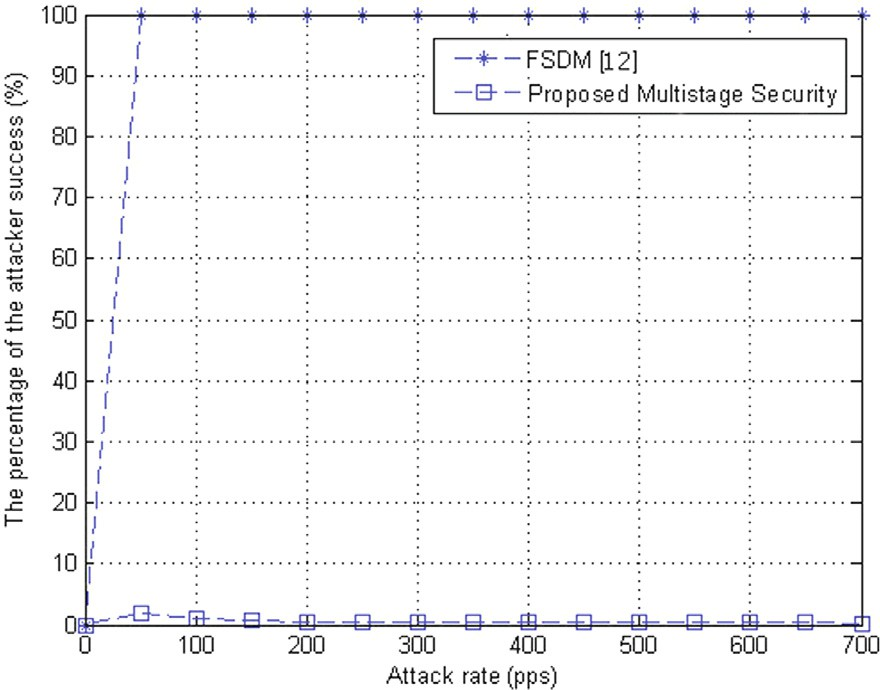 The percentage of the attacker success (%)
100
90
80
70
60
50
40
30
20
10
0
FSDM [12]
Proposed Multistage Security
0 100 200 300 400 500 600 700
Attack rate (pps)